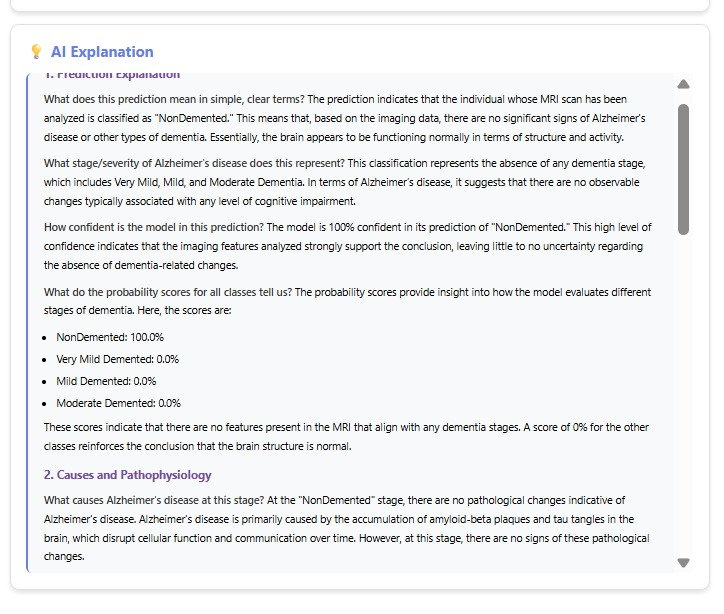 💡 AI Explanation
1. Prediction Explanation
What does this prediction mean in simple, clear terms? The prediction indicates that the individual whose MRI scan has been
analyzed is classified as "NonDemented." This means that, based on the imaging data, there are no significant signs of Alzheimer's
disease or other types of dementia. Essentially, the brain appears to be functioning normally in terms of structure and activity.
What stage/severity of Alzheimer's disease does this represent? This classification represents the absence of any dementia stage,
which includes Very Mild, Mild, and Moderate Dementia. In terms of Alzheimer's disease, it suggests that there are no observable
changes typically associated with any level of cognitive impairment.
How confident is the model in this prediction? The model is 100% confident in its prediction of "NonDemented." This high level of
confidence indicates that the imaging features analyzed strongly support the conclusion, leaving little to no uncertainty regarding
the absence of dementia-related changes.
What do the probability scores for all classes tell us? The probability scores provide insight into how the model evaluates different
stages of dementia. Here, the scores are:
• NonDemented: 100.0%
• Very Mild Demented: 0.0%
• Mild Demented: 0.0%
• Moderate Demented: 0.0%
These scores indicate that there are no features present in the MRI that align with any dementia stages. A score of 0% for the other
classes reinforces the conclusion that the brain structure is normal.
2. Causes and Pathophysiology
What causes Alzheimer's disease at this stage? At the "NonDemented" stage, there are no pathological changes indicative of
Alzheimer's disease. Alzheimer's disease is primarily caused by the accumulation of amyloid-beta plaques and tau tangles in the
brain, which disrupt cellular function and communication over time. However, at this stage, there are no signs of these pathological
changes.